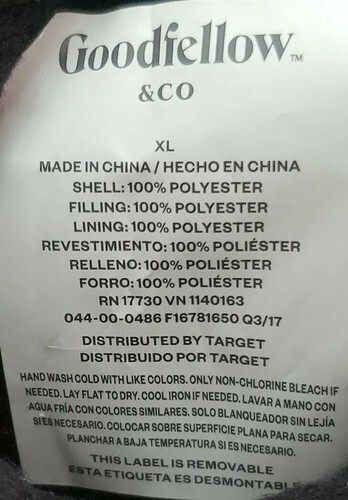 Goodfellow™
&CO
XL
MADE IN CHINA / HECHO EN CHINA
SHELL: 100% POLYESTER
FILLING: 100% POLYESTER
LINING: 100% POLYESTER
REVESTIMIENTO: 100% POLIÉSTER
RELLENO: 100% POLIÉSTER
FORRO: 100% POLIÉSTER
RN 17730 VN 1140163
044-00-0486 F16781650 Q3/17
DISTRIBUTED BY TARGET
DISTRIBUIDO POR TARGET
HAND WASH COLD WITH LIKE COLORS. ONLY NON-CHLORINE BLEACH IF
NEEDED. LAY FLAT TO DRY. COOL IRON IF NEEDED. LAVAR A MANO CON
AGUA FRÍA CON COLORES SIMILARES. SOLO BLANQUEADOR SIN LEJÍA
SI ES NECESARIO. COLOCAR SOBRE SUPERFICIE PLANA PARA SECAR.
PLANCHAR A BAJA TEMPERATURA SI ES NECESARIO.
THIS LABEL IS REMOVABLE
ESTA ETIQUETA ES DESMONTABLE